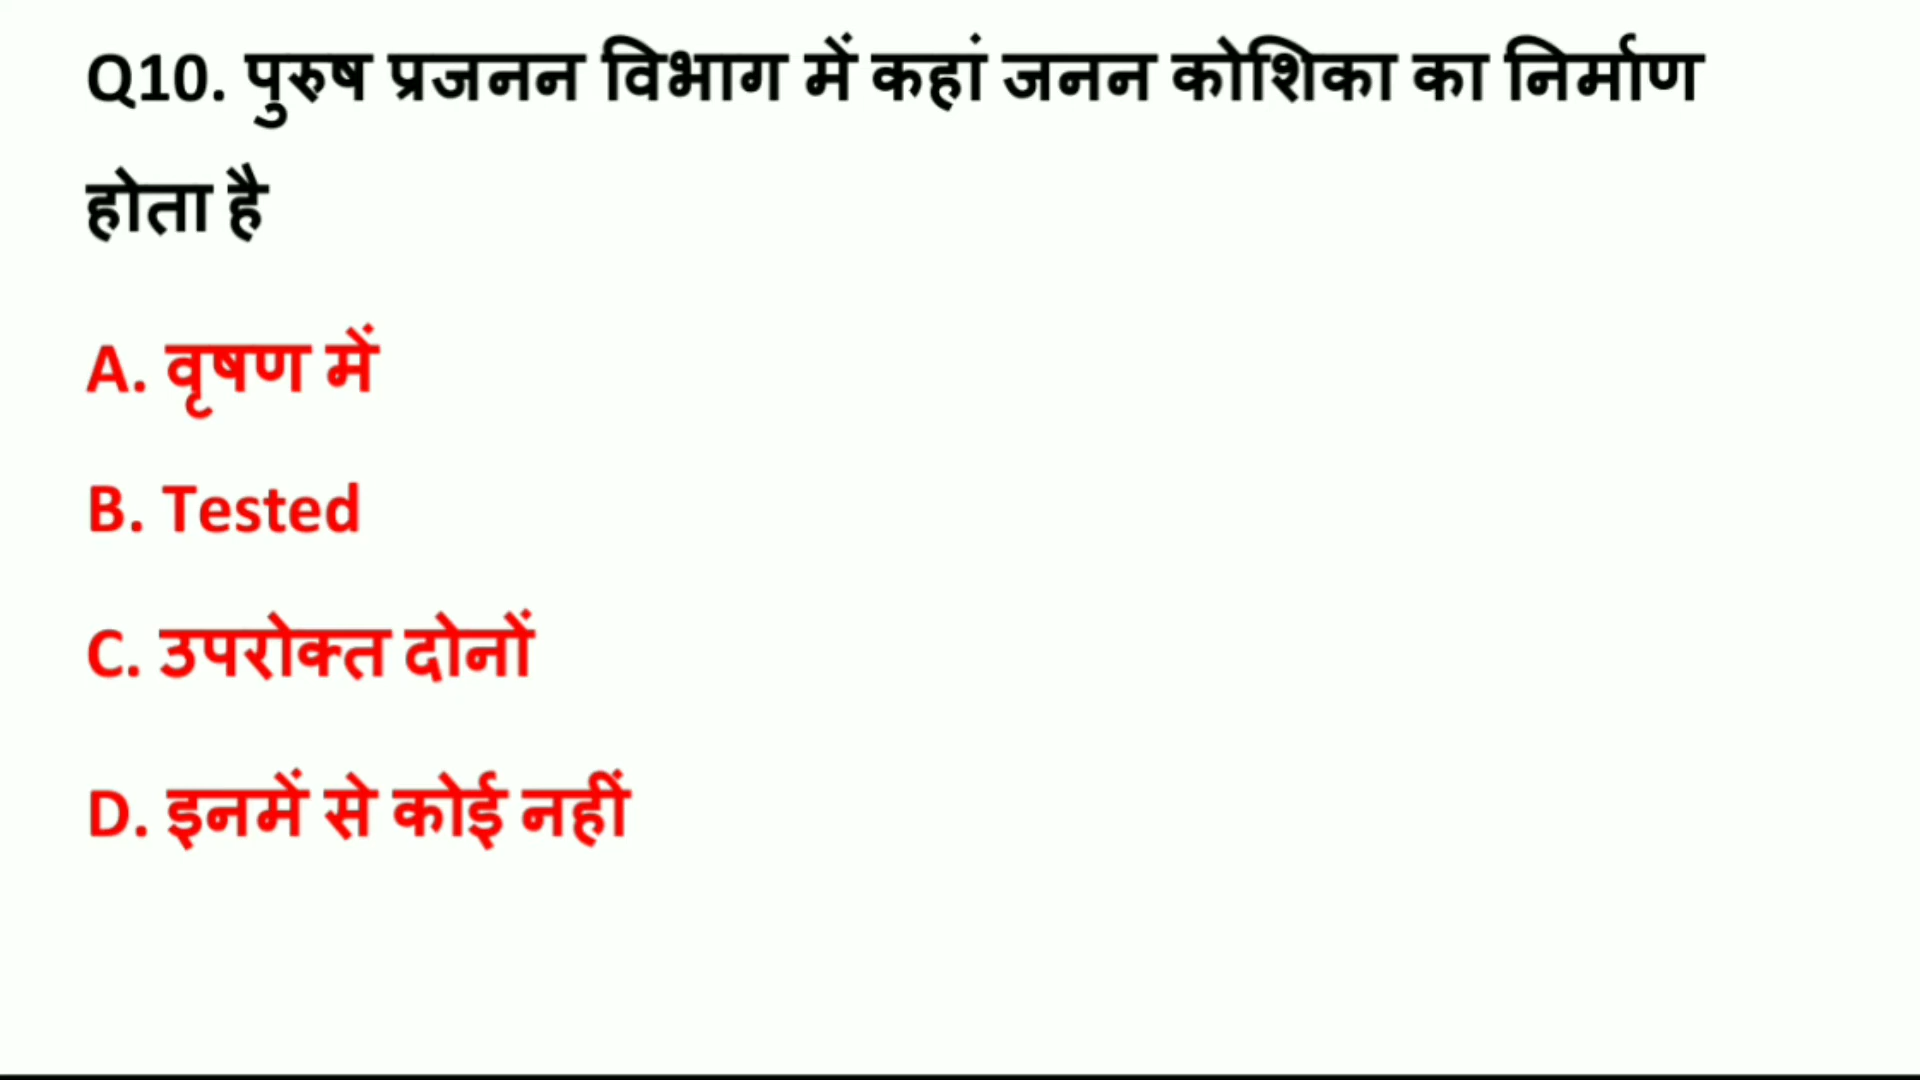 Q10. पुरुष प्रजनन विभाग में कहां जनन कोशिका का निर्माण
होता है
A. वृषण में
B. Tested
C. उपरोक्त दोनों
D. इनमें से कोई नहीं